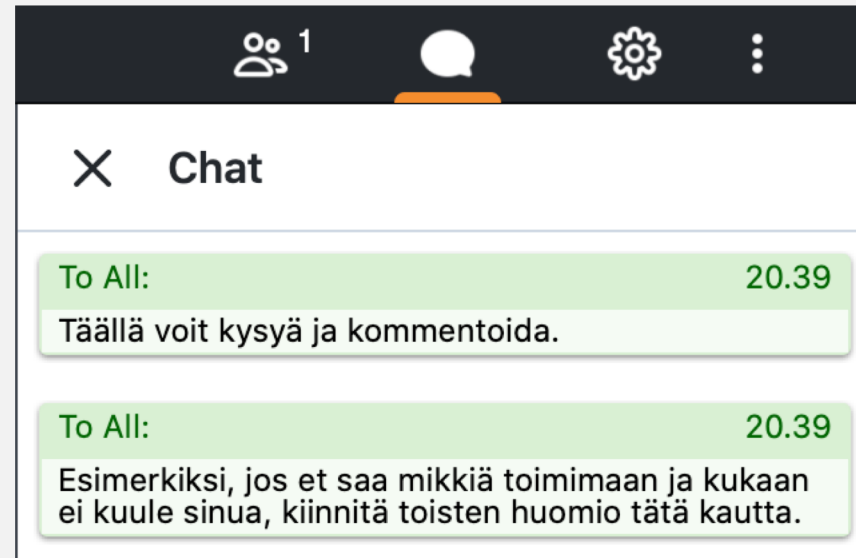 1
Chat
To All: 20.39
Täällä voit kysyä ja kommentoida.
To All: 20.39
Esimerkiksi, jos et saa mikkiä toimimaan ja kukaan
ei kuule sinua, kiinnitä toisten huomio tätä kautta.